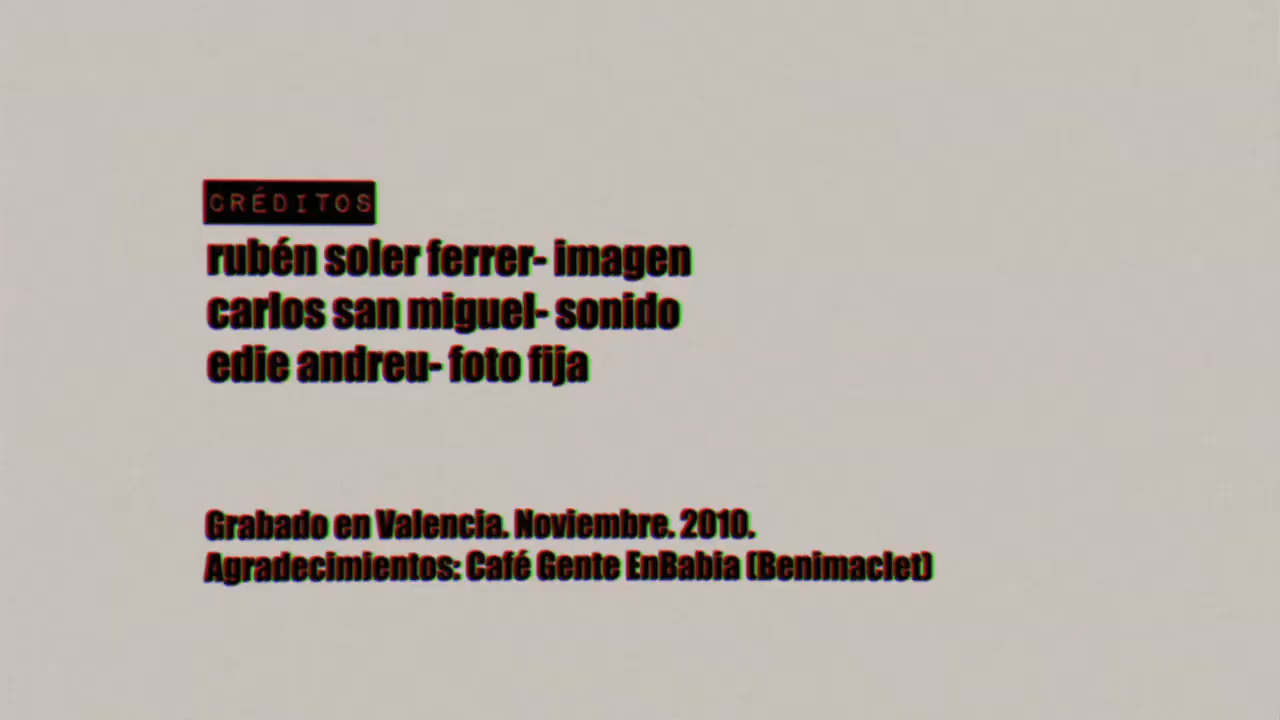 CRÉDITOS
rubén soler ferrer- imagen
carlos san miguel- sonido
edie andreu- foto fija
Grabado en Valencia. Noviembre. 2010.
Agradecimientos: Café Gente EnBabia (Benimaclet)